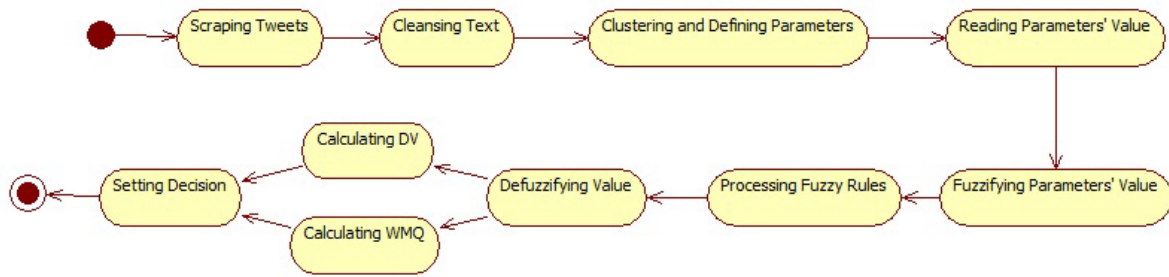 Scraping Tweets
Cleansing Text
Clustering and Defining Parameters
Reading Parameters' Value
Fuzzifying Parameters' Value
Processing Fuzzy Rules
Defuzzifying Value
Calculating DV
Calculating WMQ
Setting Decision